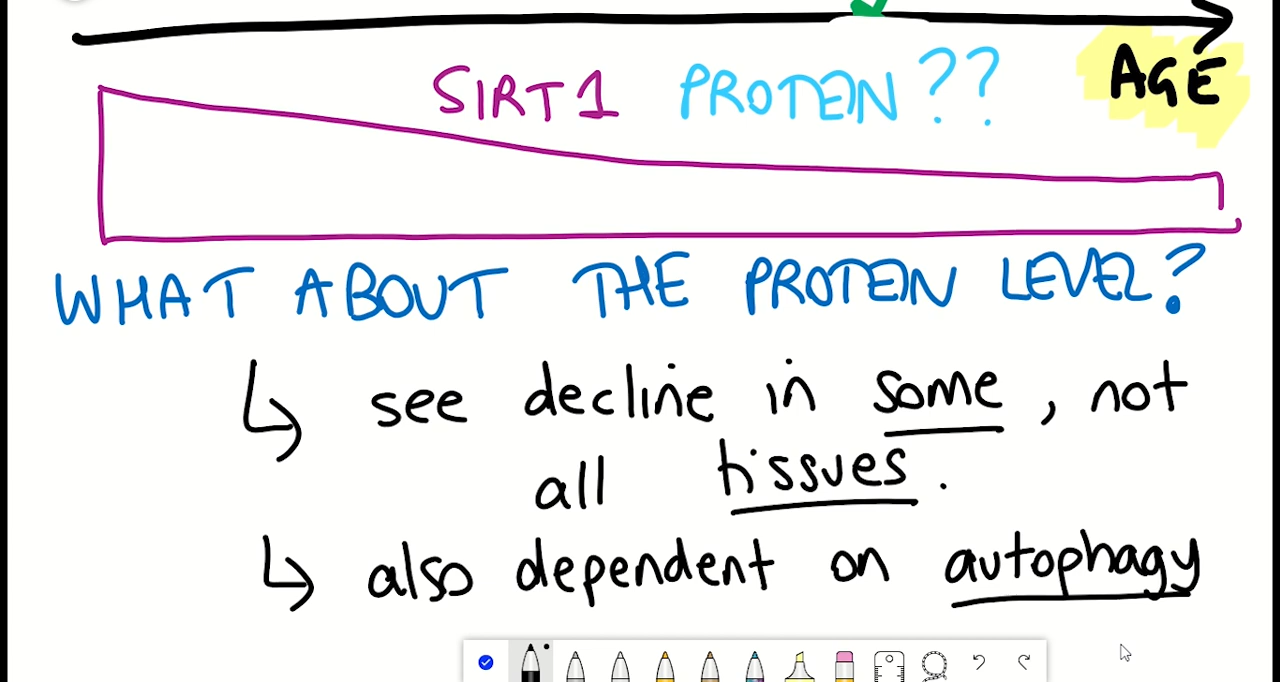 SIRT1 PROTEIN??
AGE
WHAT ABOUT THE PROTEIN LEVEL?
↳ see decline in some, not
all tissues.
↳ also dependent on autophagy